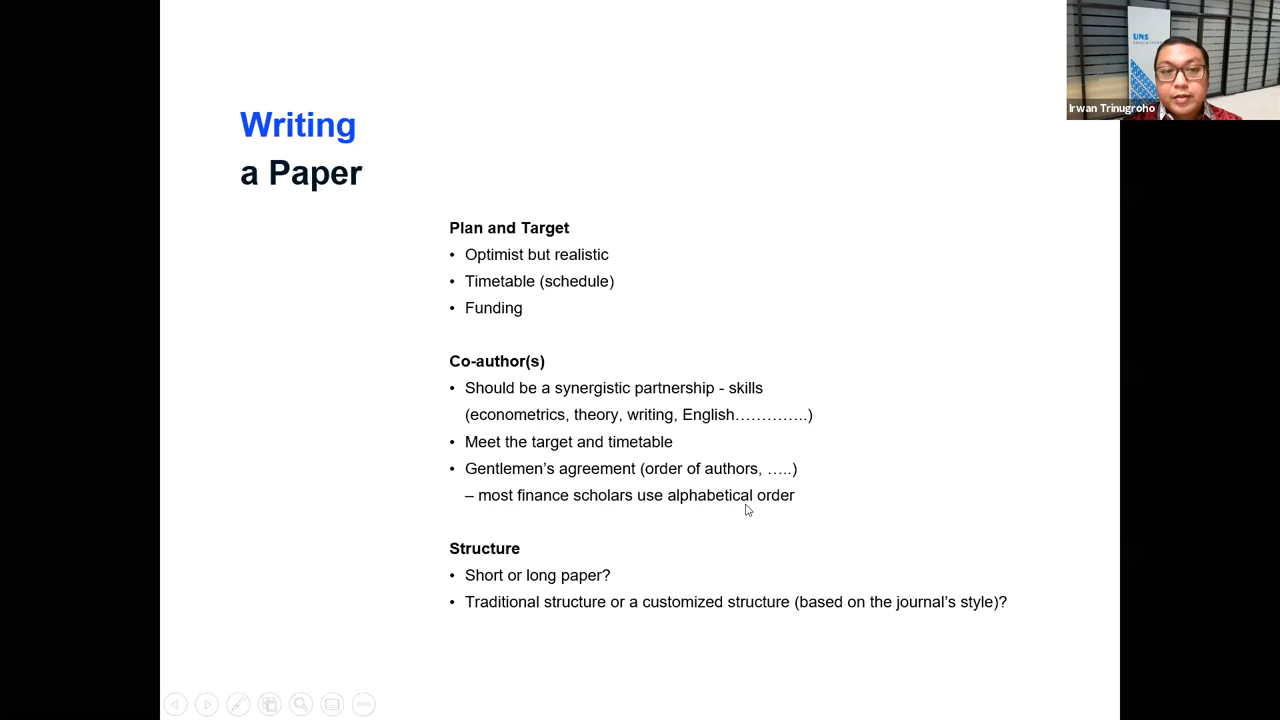 UNS
Irwan Trinugroho
Writing
a Paper
Plan and Target
• Optimist but realistic
• Timetable (schedule)
• Funding
Co-author(s)
• Should be a synergistic partnership - skills
(econometrics, theory, writing, English…………..)
• Meet the target and timetable
• Gentlemen’s agreement (order of authors, …..)
– most finance scholars use alphabetical order
Structure
• Short or long paper?
• Traditional structure or a customized structure (based on the journal’s style)?